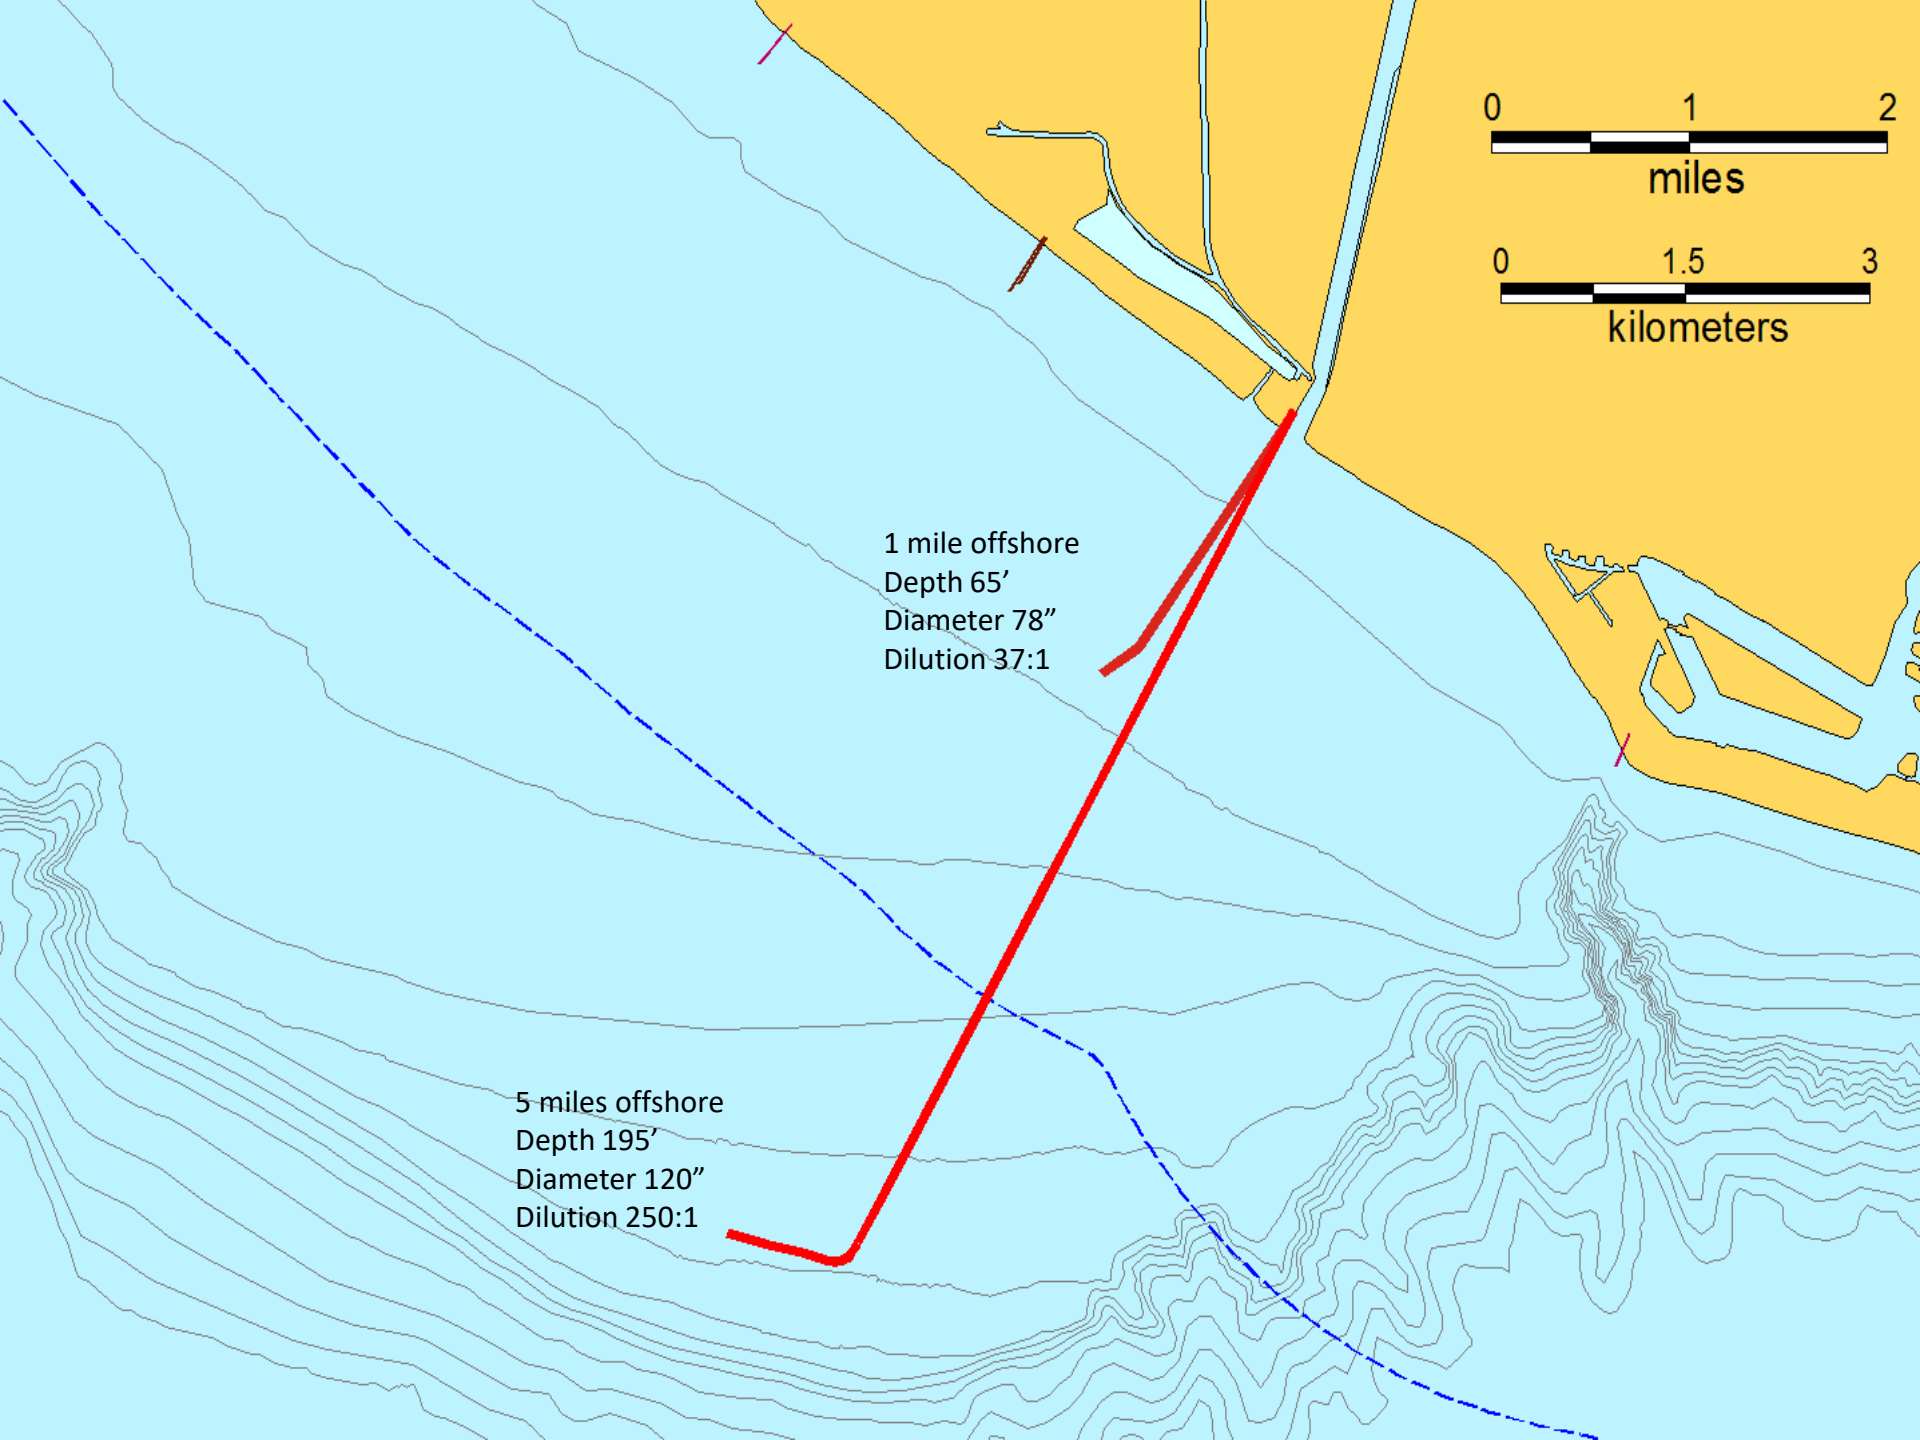 0 1 2
miles
0 1.5 3
kilometers
1 mile offshore
Depth 65’
Diameter 78”
Dilution 37:1
5 miles offshore
Depth 195’
Diameter 120”
Dilution 250:1